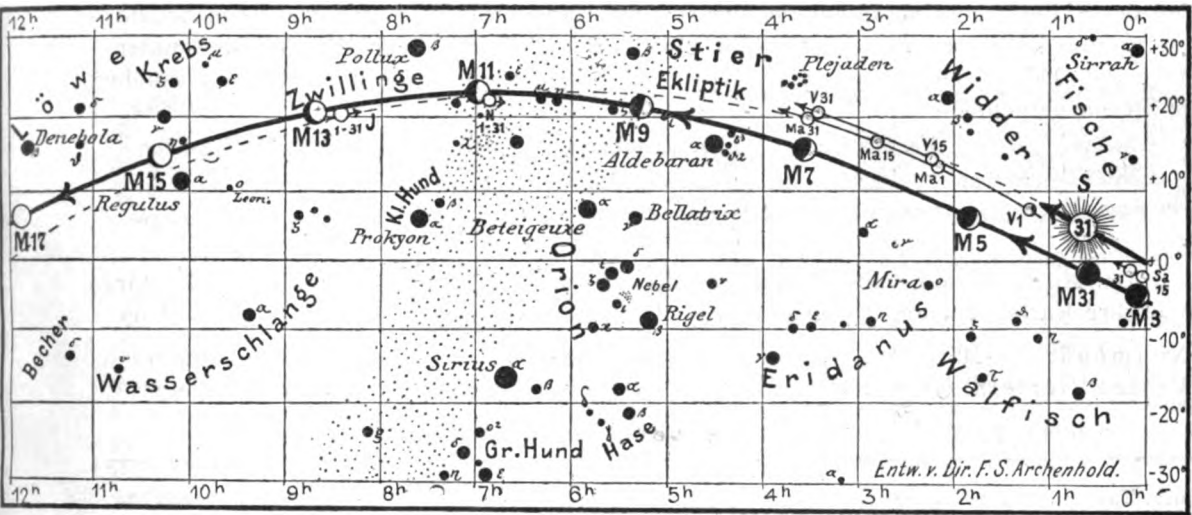 12h 11h 10h 9h 8h 7h 6h 5h 4h 3h 2h 1h 0h
+30°
+20°
+10°
0°
-10°
-20°
-30°
Löwe
Krebs
Zwillinge
Pollux β
Stier
Ekliptik
Plejaden
Widder
Fische
Sirrah
Denebola
M17
M15
M13
1-31 J
M11
N
1-31
M9
M7
M5
M31
M3
V31
Ma31
Ma15
V15
Ma1
V1
S
31
Sa
15
Regulus α
Leon.
Kl. Hund
Prokyon α
Beteigeuxe
Aldebaran α
Bellatrix
Orion
Nebel
Rigel β
Mira
Sirius α
Becher
Wasserschlange
Gr. Hund
Hase
Eridanus
Walfisch
Entw. v. Dir. F. S. Archenhold.
12h 11h 10h 9h 8h 7h 6h 5h 4h 3h 2h 1h 0h